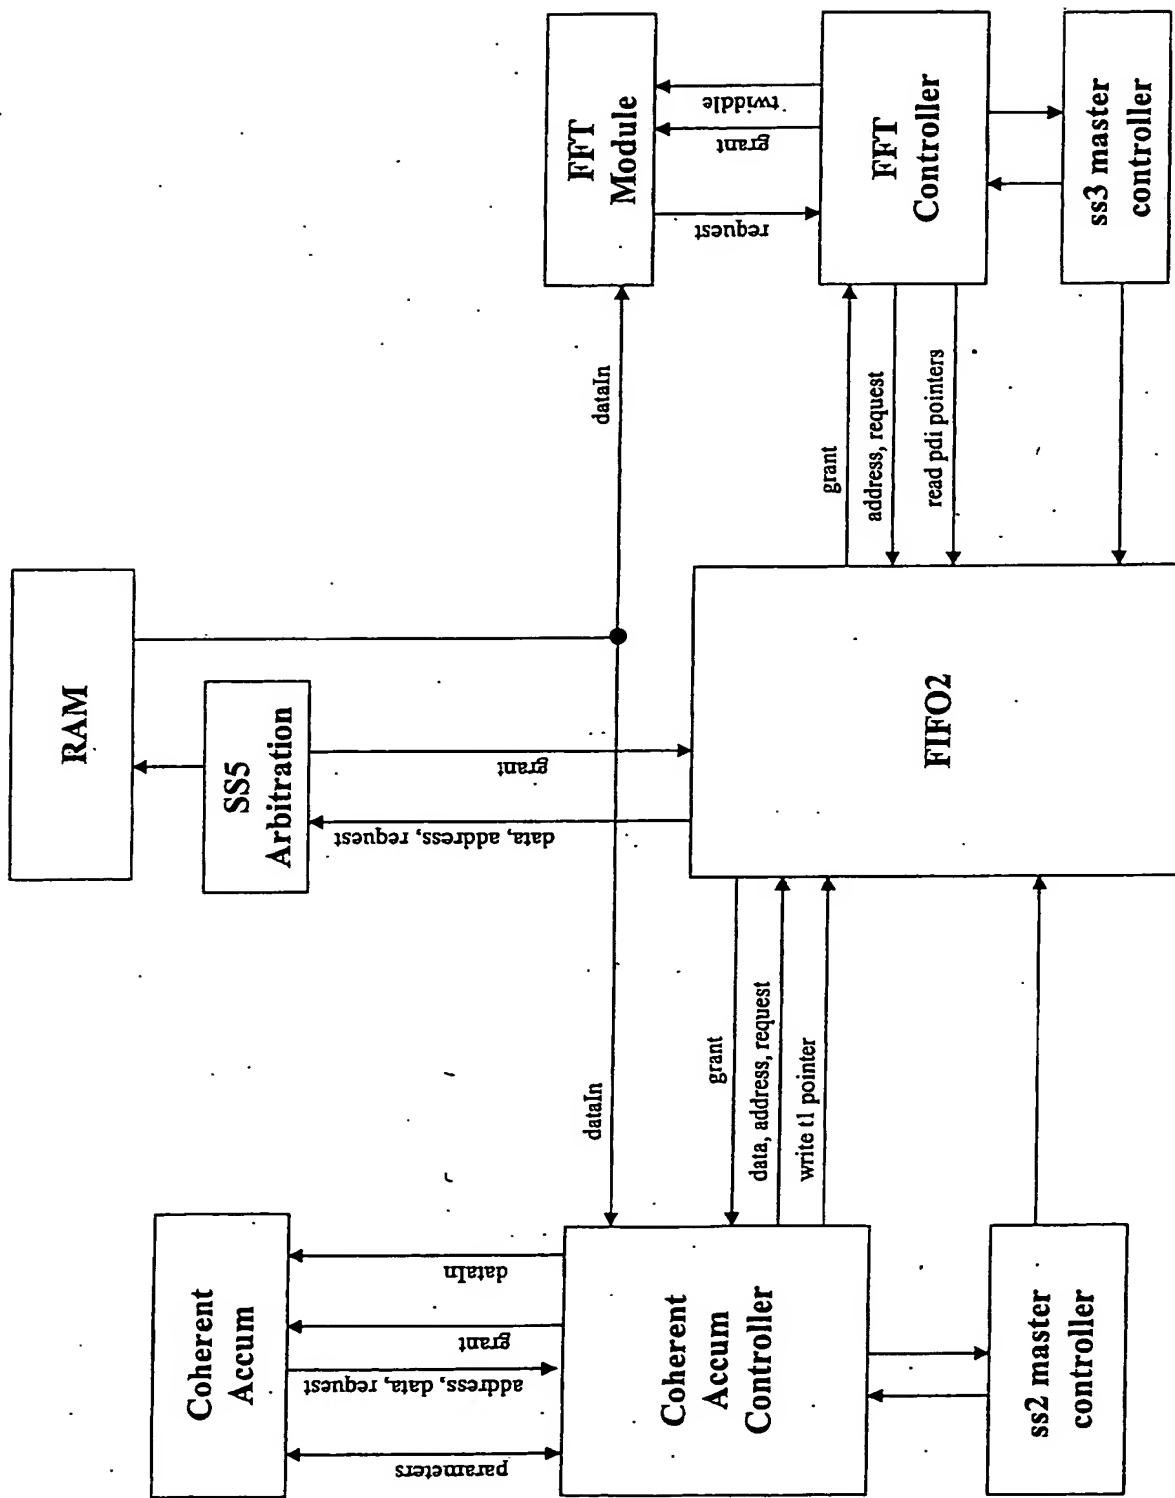 RAM
SS5
Arbitration
grant
data, address, request
dataIn
dataIn
FFT
Module
twiddle
grant
request
FFT
Controller
ss3 master
controller
grant
address, request
read pdi pointers
FIFO2
grant
data, address, request
write t1 pointer
Coherent
Accum
dataIn
grant
address, data, request
parameters
Coherent
Accum
Controller
ss2 master
controller